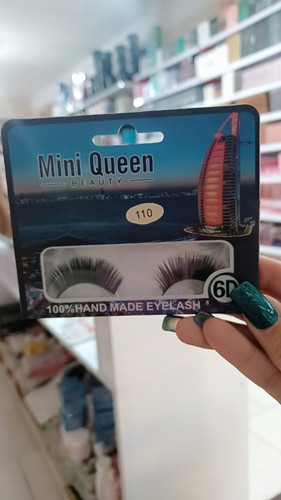 Mini Queen
BEAUTY
110
6D
100% HAND MADE EYELASH